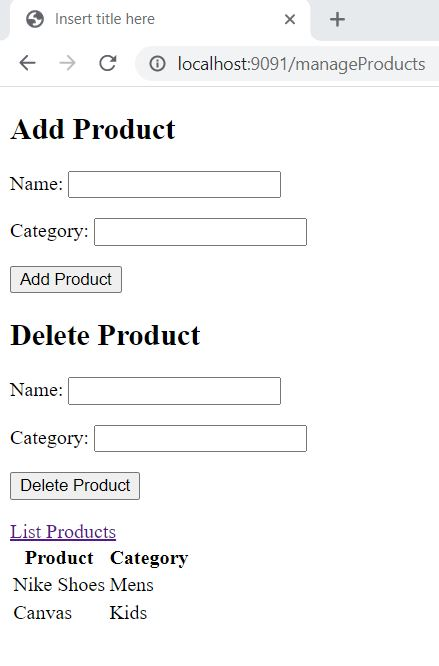 Insert title here
localhost:9091/manageProducts
Add Product
Name:
Category:
Add Product
Delete Product
Name:
Category:
Delete Product
List Products
Product Category
Nike Shoes Mens
Canvas Kids